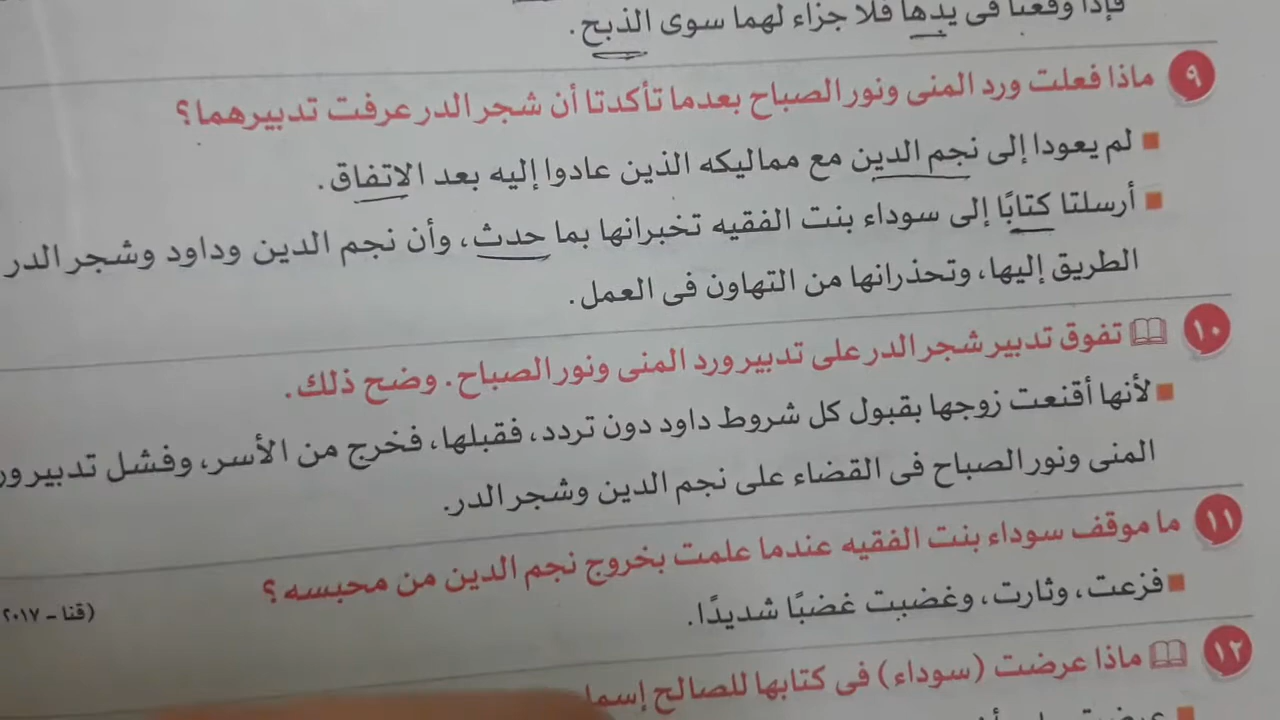 فإذا وقعتا فى يدها فلا جزاء لهما سوى الذبح.
٩ ماذا فعلت ورد المنى ونور الصباح بعدما تأكدتا أن شجر الدر عرفت تدبيرهما؟
■ لم يعودا إلى نجم الدين مع مماليكه الذين عادوا إليه بعد الاتفاق.
■ أرسلتا كتابًا إلى سوداء بنت الفقيه تخبرانها بما حدث، وأن نجم الدين وداود وشجر الدر
الطريق إليها، وتحذرانها من التهاون فى العمل.
١٠ تفوق تدبير شجر الدر على تدبير ورد المنى ونور الصباح. وضح ذلك.
■ لأنها أقنعت زوجها بقبول كل شروط داود دون تردد، فقبلها، فخرج من الأسر، وفشل تدبير
المنى ونور الصباح فى القضاء على نجم الدين وشجر الدر.
١١ ما موقف سوداء بنت الفقيه عندما علمت بخروج نجم الدين من محبسه؟
(قنا - ٢٠١٧
■ فزعت، وثارت، وغضبت غضبًا شديدًا.
١٢ ماذا عرضت (سوداء) فى كتابها للصالح